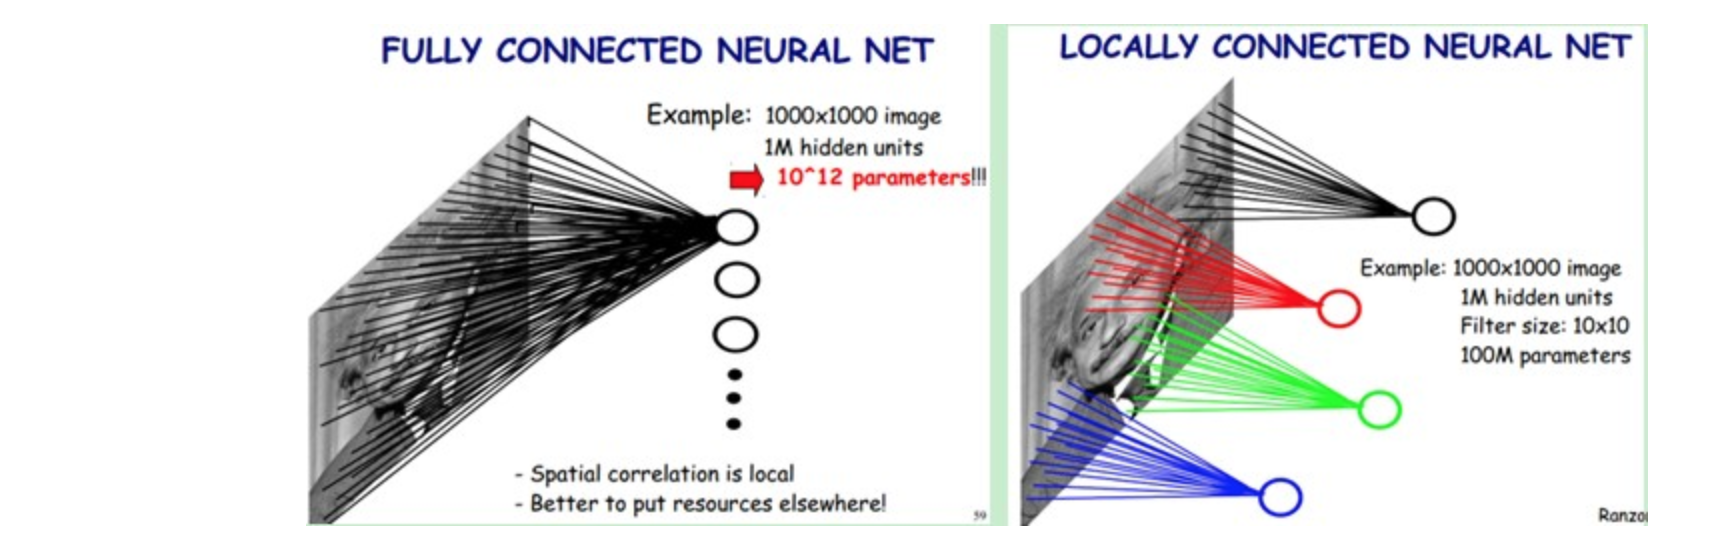 FULLY CONNECTED NEURAL NET
Example: 1000x1000 image
1M hidden units
10^12 parameters!!!
- Spatial correlation is local
- Better to put resources elsewhere!
59
LOCALLY CONNECTED NEURAL NET
Example: 1000x1000 image
1M hidden units
Filter size: 10x10
100M parameters
Ranzo